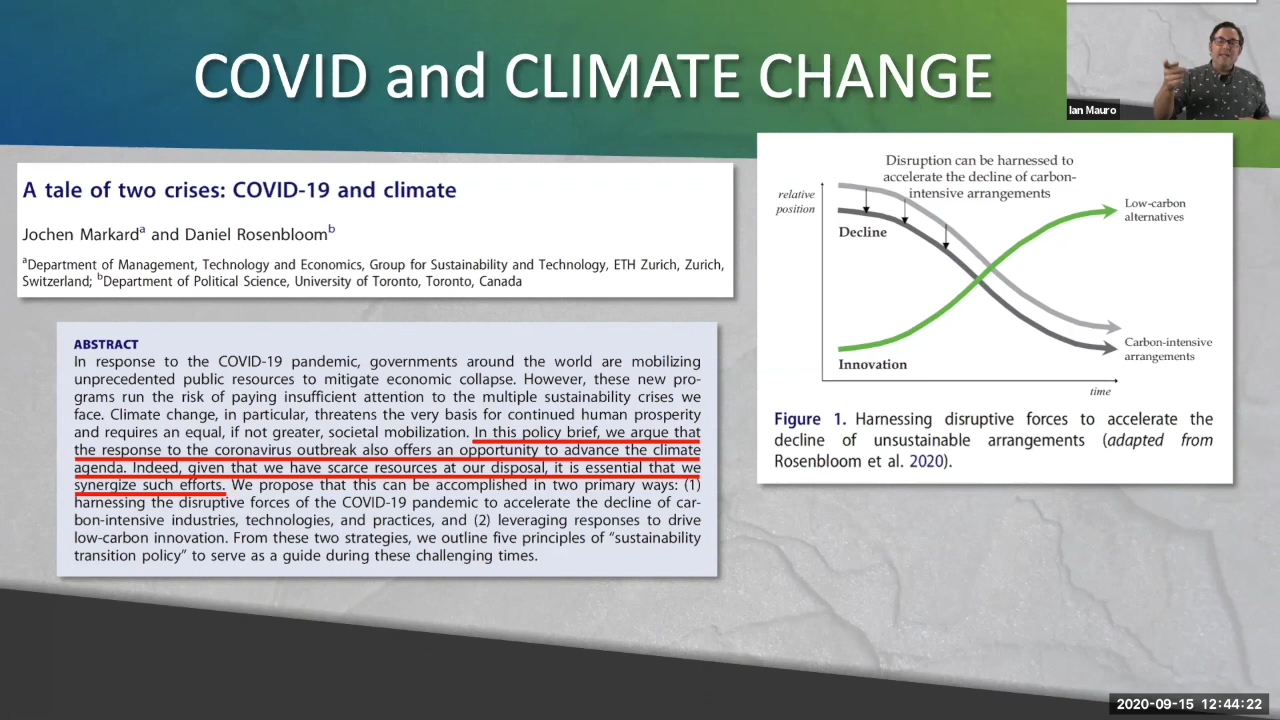 COVID and CLIMATE CHANGE
Ian Mauro
A tale of two crises: COVID-19 and climate
Jochen Markardᵃ and Daniel Rosenbloomᵇ
ᵃDepartment of Management, Technology and Economics, Group for Sustainability and Technology, ETH Zurich, Zurich,
Switzerland; ᵇDepartment of Political Science, University of Toronto, Toronto, Canada
ABSTRACT
In response to the COVID-19 pandemic, governments around the world are mobilizing
unprecedented public resources to mitigate economic collapse. However, these new pro-
grams run the risk of paying insufficient attention to the multiple sustainability crises we
face. Climate change, in particular, threatens the very basis for continued human prosperity
and requires an equal, if not greater, societal mobilization. In this policy brief, we argue that
the response to the coronavirus outbreak also offers an opportunity to advance the climate
agenda. Indeed, given that we have scarce resources at our disposal, it is essential that we
synergize such efforts. We propose that this can be accomplished in two primary ways: (1)
harnessing the disruptive forces of the COVID-19 pandemic to accelerate the decline of car-
bon-intensive industries, technologies, and practices, and (2) leveraging responses to drive
low-carbon innovation. From these two strategies, we outline five principles of “sustainability
transition policy” to serve as a guide during these challenging times.
Disruption can be harnessed to
accelerate the decline of carbon-
intensive arrangements
relative
position
Decline
Low-carbon
alternatives
Innovation
Carbon-intensive
arrangements
time
Figure 1. Harnessing disruptive forces to accelerate the
decline of unsustainable arrangements (adapted from
Rosenbloom et al. 2020).
2020-09-15 12:44:22